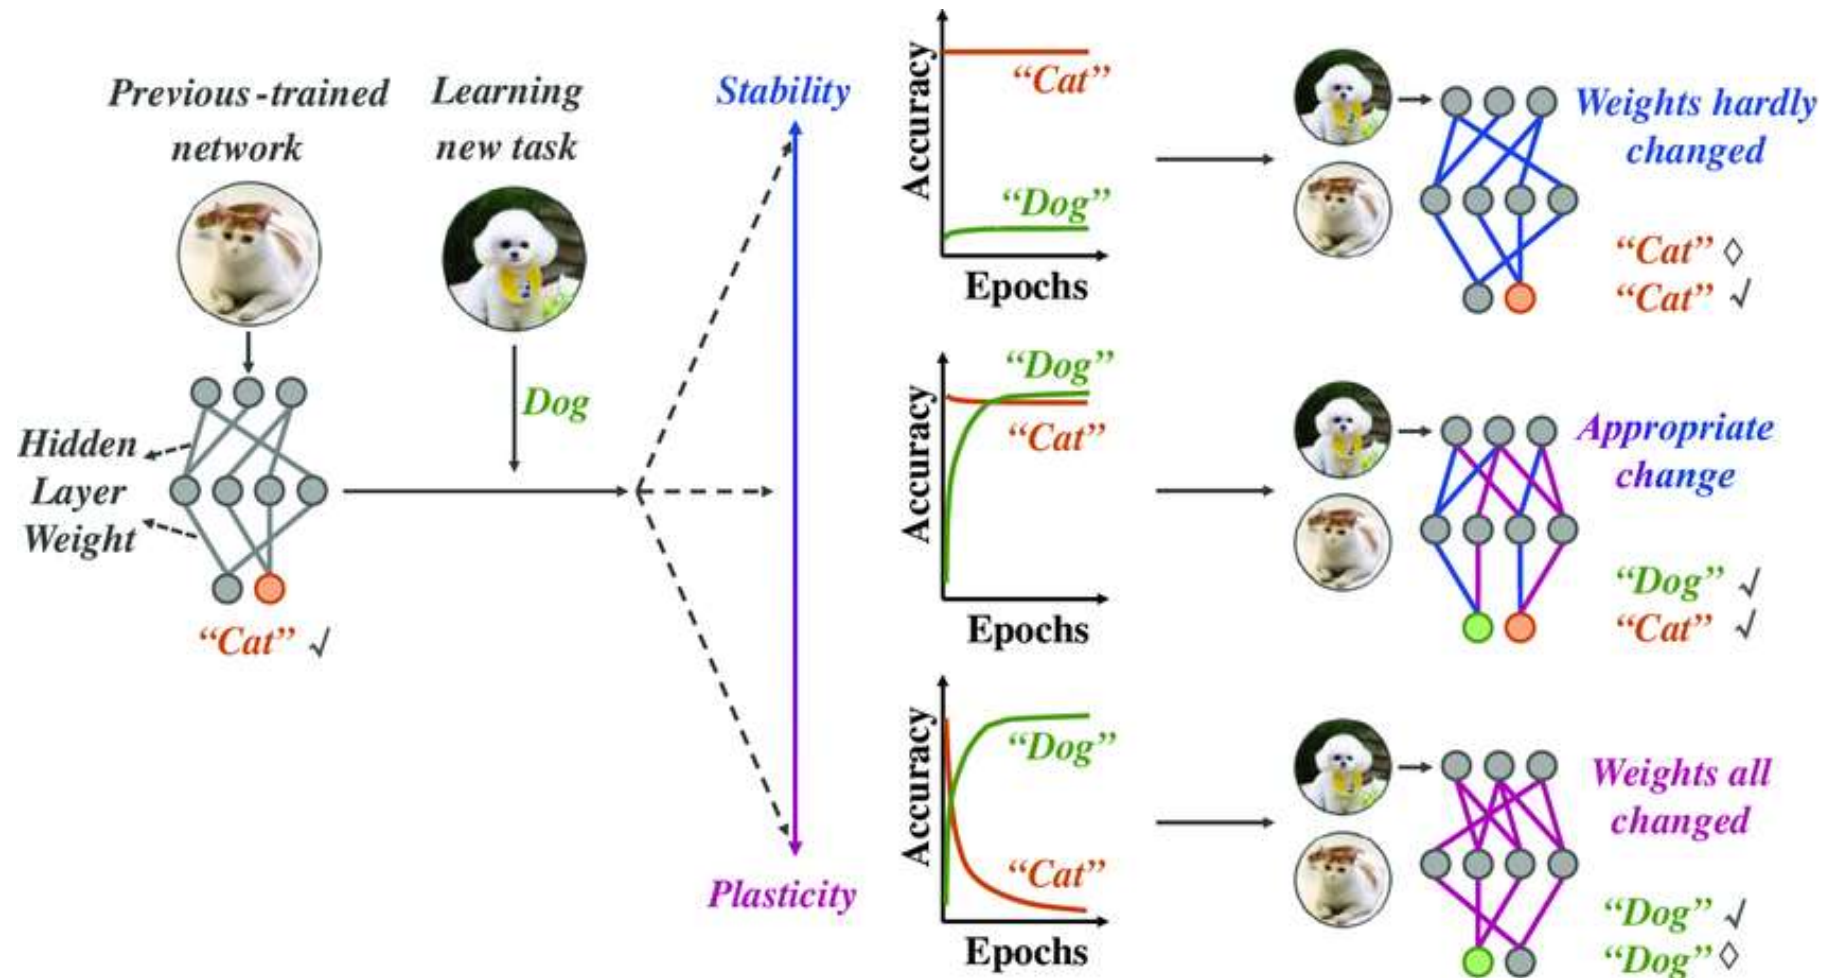 Previous-trained
network
Learning
new task
Dog
Hidden
Layer
Weight
“Cat” √
Stability
Plasticity
Accuracy
“Cat”
“Dog”
Epochs
Weights hardly
changed
“Cat” ◊
“Cat” √
Accuracy
“Dog”
“Cat”
Epochs
Appropriate
change
“Dog” √
“Cat” √
Accuracy
“Dog”
“Cat”
Epochs
Weights all
changed
“Dog” √
“Dog” ◊